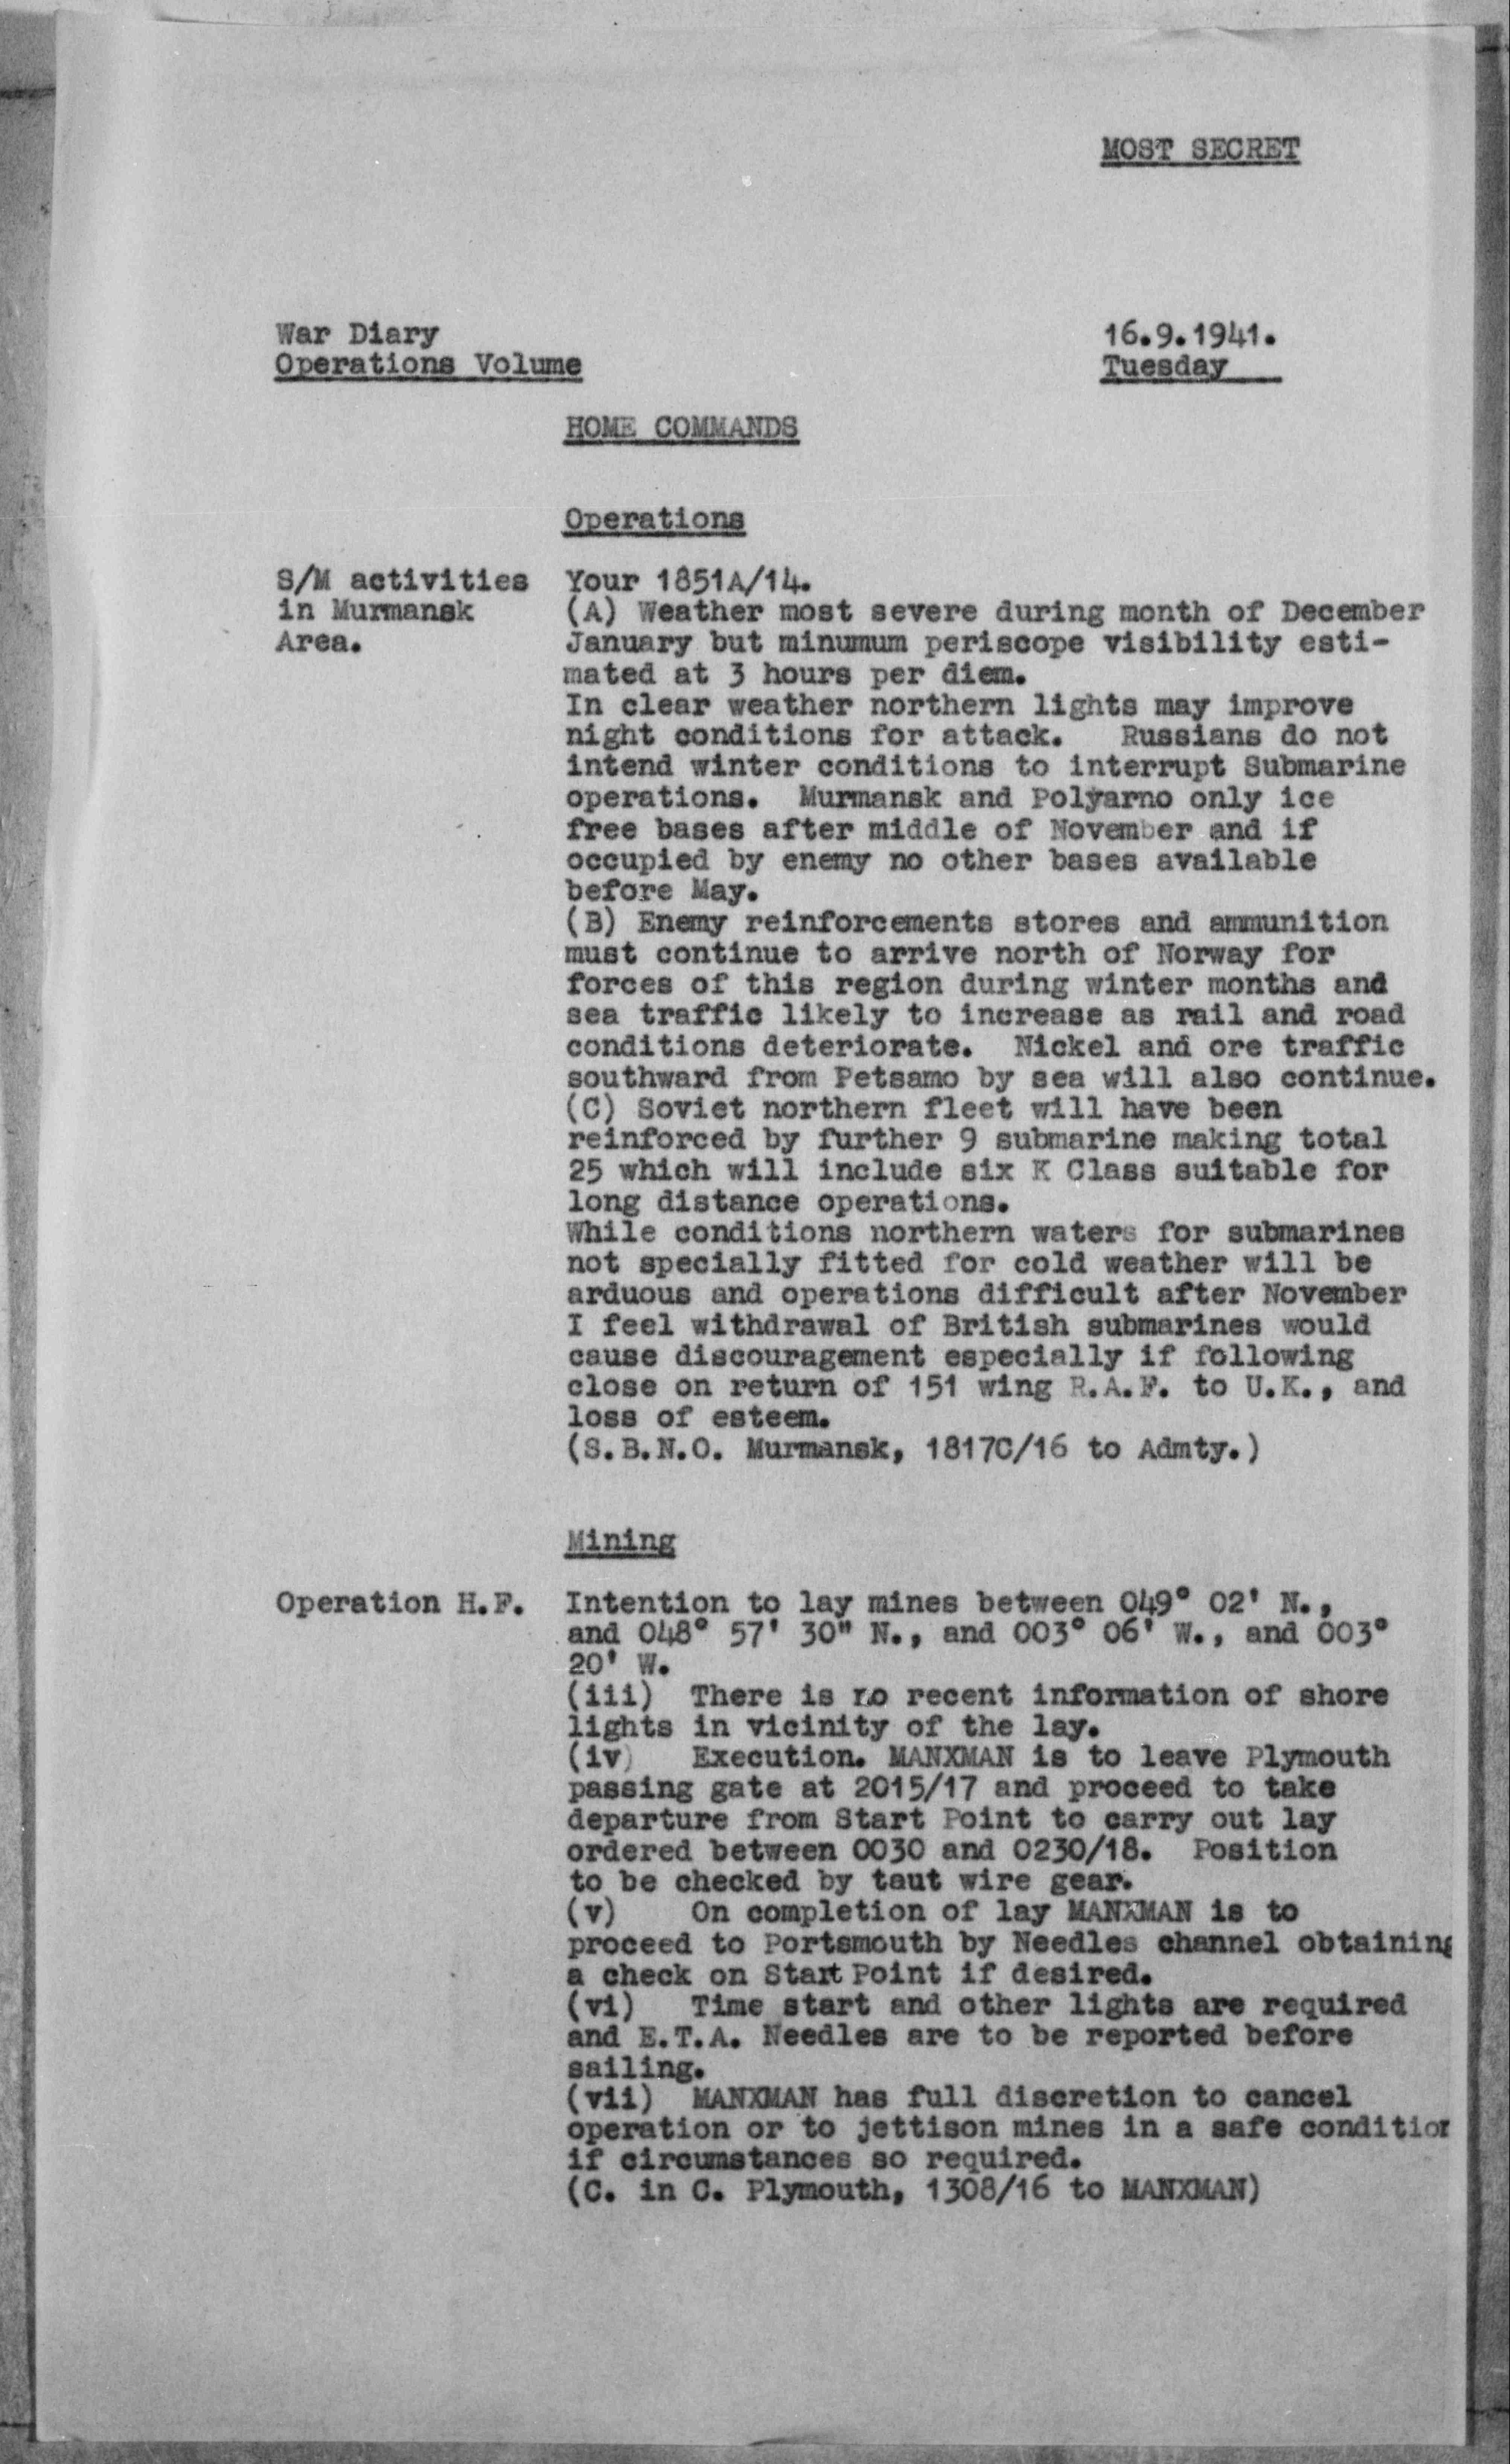 MOST SECRET
War Diary 16.9.1941.
Operations Volume Tuesday
HOME COMMANDS
Operations
S/M activities Your 1851A/14.
in Murmansk (A) Weather most severe during month of December
Area. January but minumum periscope visibility esti-
mated at 3 hours per diem.
In clear weather northern lights may improve
night conditions for attack. Russians do not
intend winter conditions to interrupt Submarine
operations. Murmansk and Polyarno only ice
free bases after middle of November and if
occupied by enemy no other bases available
before May.
(B) Enemy reinforcements stores and ammunition
must continue to arrive north of Norway for
forces of this region during winter months and
sea traffic likely to increase as rail and road
conditions deteriorate. Nickel and ore traffic
southward from Petsamo by sea will also continue.
(C) Soviet northern fleet will have been
reinforced by further 9 submarine making total
25 which will include six K Class suitable for
long distance operations.
While conditions northern waters for submarines
not specially fitted for cold weather will be
arduous and operations difficult after November
I feel withdrawal of British submarines would
cause discouragement especially if following
close on return of 151 wing R.A.F. to U.K., and
loss of esteem.
(S.B.N.O. Murmansk, 1817C/16 to Admty.)
Mining
Operation H.F. Intention to lay mines between 049° 02' N.,
and 048° 57' 30" N., and 003° 06' W., and 003°
20' W.
(iii) There is no recent information of shore
lights in vicinity of the lay.
(iv) Execution. MANXMAN is to leave Plymouth
passing gate at 2015/17 and proceed to take
departure from Start Point to carry out lay
ordered between 0030 and 0230/18. Position
to be checked by taut wire gear.
(v) On completion of lay MANXMAN is to
proceed to Portsmouth by Needles channel obtaining
a check on Start Point if desired.
(vi) Time start and other lights are required
and E.T.A. Needles are to be reported before
sailing.
(vii) MANXMAN has full discretion to cancel
operation or to jettison mines in a safe condition
if circumstances so required.
(C. in C. Plymouth, 1308/16 to MANXMAN)